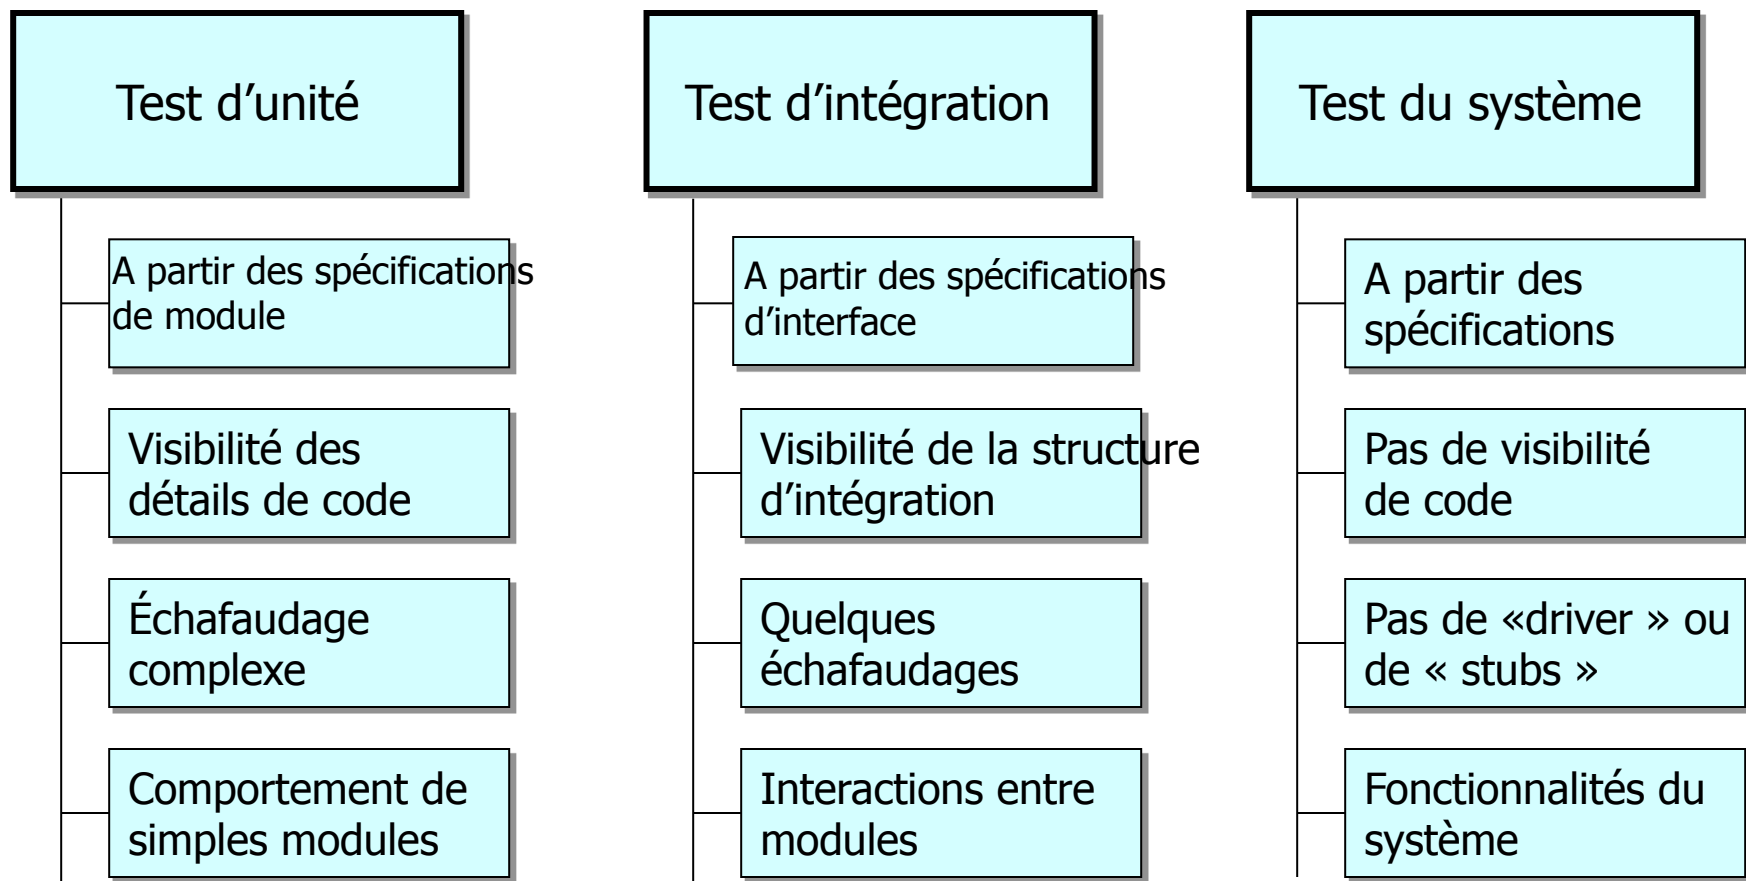 Test d’unité
A partir des spécifications
de module
Visibilité des
détails de code
Échafaudage
complexe
Comportement de
simples modules
Test d’intégration
A partir des spécifications
d’interface
Visibilité de la structure
d’intégration
Quelques
échafaudages
Interactions entre
modules
Test du système
A partir des
spécifications
Pas de visibilité
de code
Pas de «driver » ou
de « stubs »
Fonctionnalités du
système